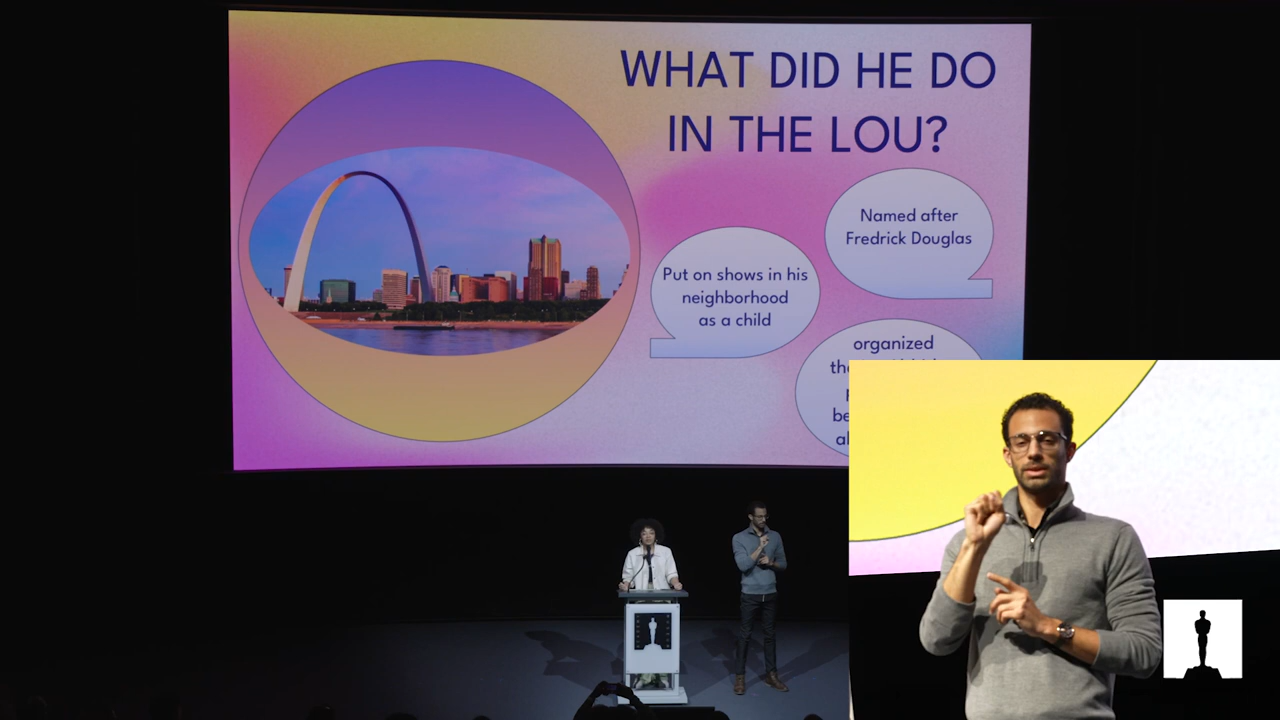 WHAT DID HE DO
IN THE LOU?
Named after
Fredrick Douglas
Put on shows in his
neighborhood
as a child
organized